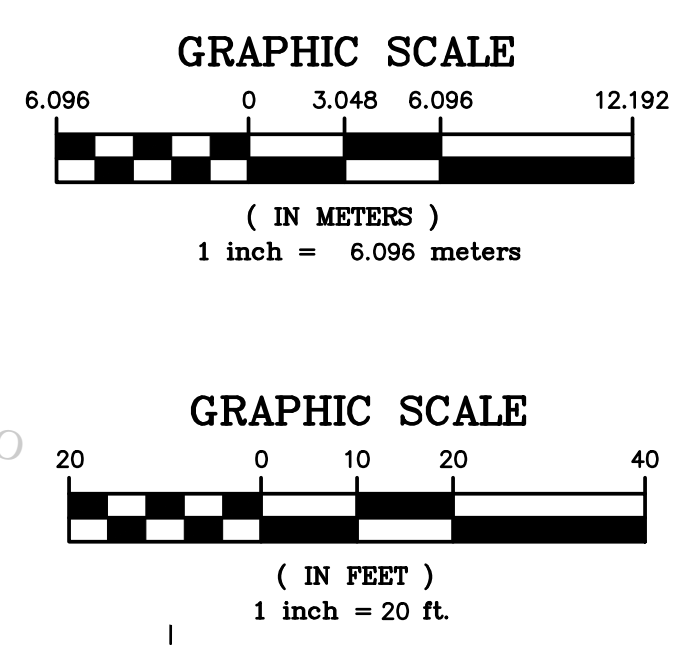 GRAPHIC SCALE
6.096 0 3.048 6.096 12.192
( IN METERS )
1 inch = 6.096 meters
GRAPHIC SCALE
20 0 10 20 40
( IN FEET )
1 inch = 20 ft.